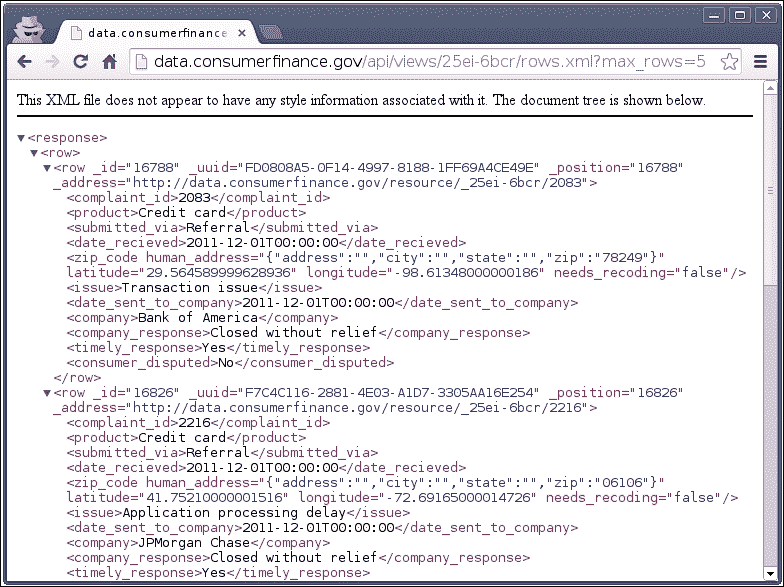 data.consumerfinance
data.consumerfinance.gov/api/views/25ei-6bcr/rows.xml?max_rows=5
This XML file does not appear to have any style information associated with it. The document tree is shown below.
▼<response>
▼<row>
▼<row _id="16788" _uuid="FD0808A5-0F14-4997-8188-1FF69A4CE49E" _position="16788"
_address="http://data.consumerfinance.gov/resource/_25ei-6bcr/2083">
<complaint_id>2083</complaint_id>
<product>Credit card</product>
<submitted_via>Referral</submitted_via>
<date_recieved>2011-12-01T00:00:00</date_recieved>
<zip_code human_address="{"address":"","city":"","state":"","zip":"78249"}"
latitude="29.564589999628936" longitude="-98.61348000000186" needs_recoding="false"/>
<issue>Transaction issue</issue>
<date_sent_to_company>2011-12-01T00:00:00</date_sent_to_company>
<company>Bank of America</company>
<company_response>Closed without relief</company_response>
<timely_response>Yes</timely_response>
<consumer_disputed>No</consumer_disputed>
</row>
▼<row _id="16826" _uuid="F7C4C116-2881-4E03-A1D7-3305AA16E254" _position="16826"
_address="http://data.consumerfinance.gov/resource/_25ei-6bcr/2216">
<complaint_id>2216</complaint_id>
<product>Credit card</product>
<submitted_via>Referral</submitted_via>
<date_recieved>2011-12-01T00:00:00</date_recieved>
<zip_code human_address="{"address":"","city":"","state":"","zip":"06106"}"
latitude="41.75210000001516" longitude="-72.69165000014726" needs_recoding="false"/>
<issue>Application processing delay</issue>
<date_sent_to_company>2011-12-01T00:00:00</date_sent_to_company>
<company>JPMorgan Chase</company>
<company_response>Closed without relief</company_response>
<timely_response>Yes</timely_response>